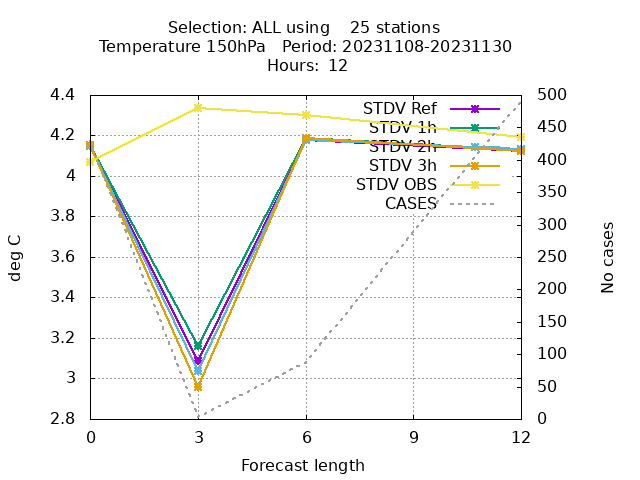 Selection: ALL using    25 stations
Temperature 150hPa   Period: 20231108-20231130
Hours:  12
4.4
4.2
4
3.8
3.6
3.4
3.2
3
2.8
deg C
STDV Ref
STDV 1h
STDV 2h
STDV 3h
STDV OBS
CASES
500
450
400
350
300
250
200
150
100
50
0
No cases
0 3 6 9 12
Forecast length